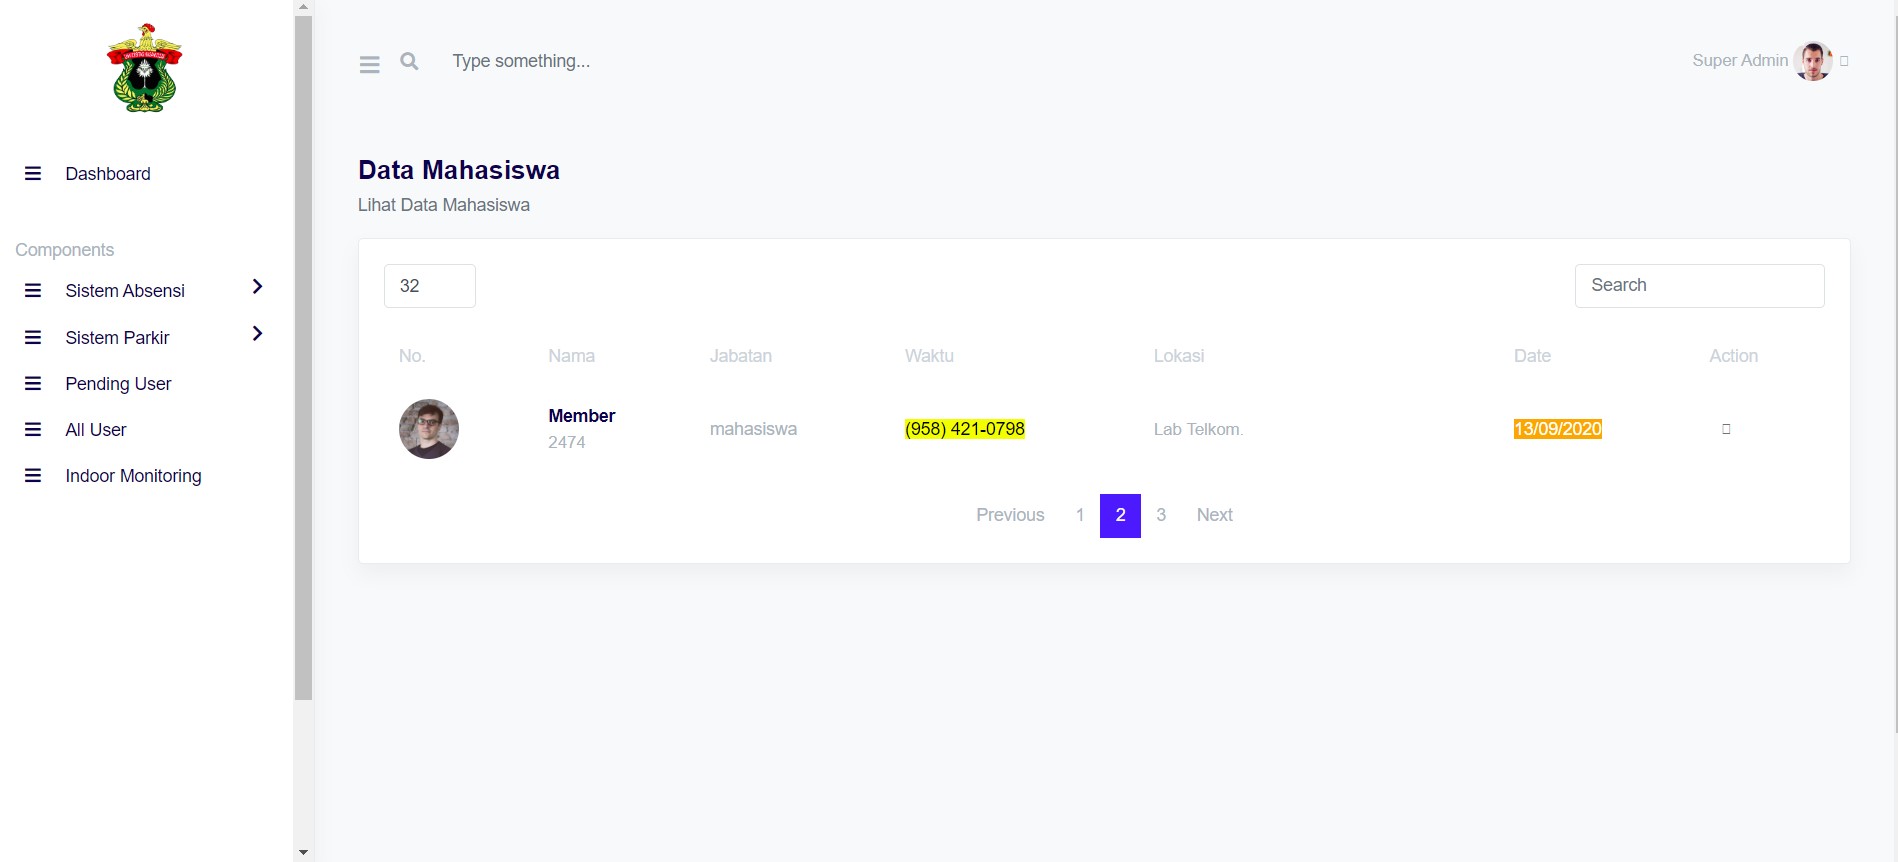 Type something...
Super Admin
Dashboard
Components
Sistem Absensi
Sistem Parkir
Pending User
All User
Indoor Monitoring
Data Mahasiswa
Lihat Data Mahasiswa
32
Search
No. Nama Jabatan Waktu Lokasi Date Action
Member
2474
mahasiswa
(958) 421-0798
Lab Telkom.
13/09/2020
Previous 1 2 3 Next